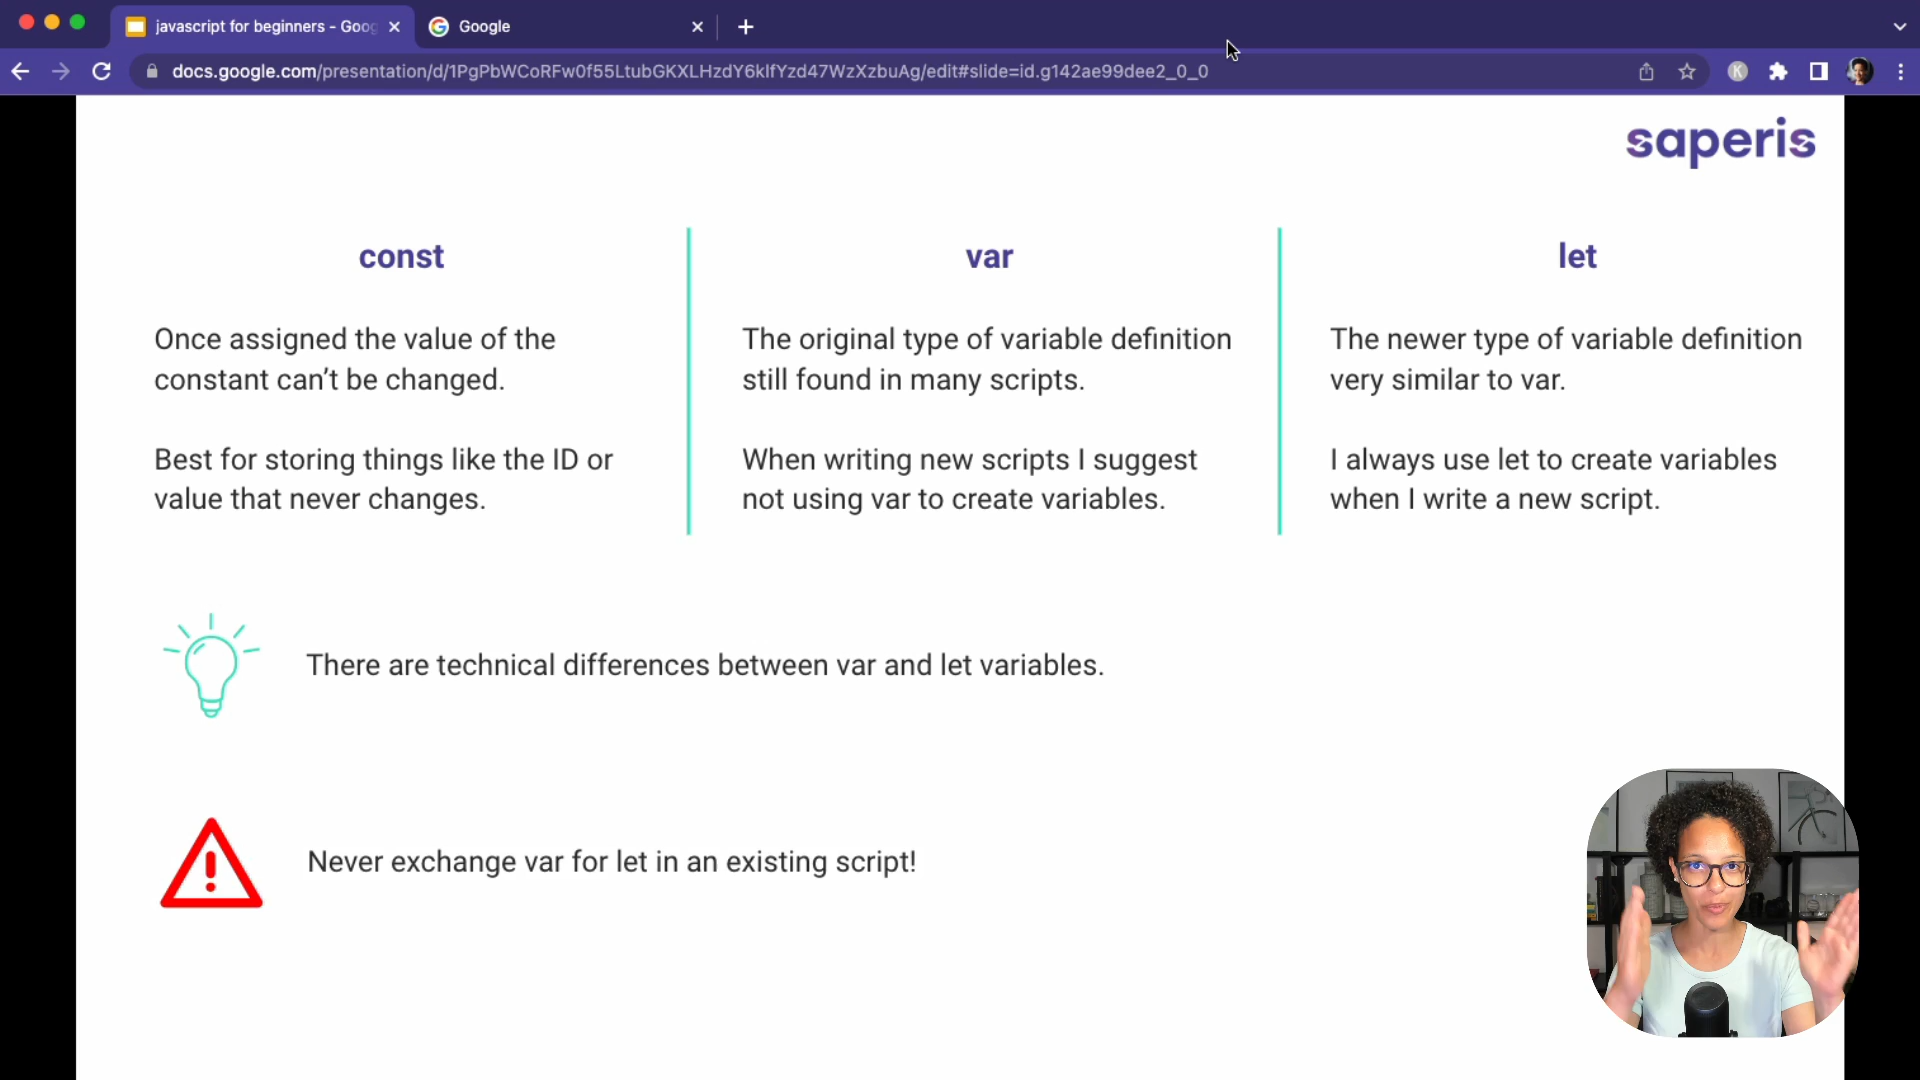 javascript for beginners - Goog
Google
docs.google.com/presentation/d/1PgPbWCoRFw0f55LtubGKXLHzdY6klfYzd47WzXzbuAg/edit#slide=id.g142ae99dee2_0_0
K
saperis
const
Once assigned the value of the
constant can’t be changed.
Best for storing things like the ID or
value that never changes.
var
The original type of variable definition
still found in many scripts.
When writing new scripts I suggest
not using var to create variables.
let
The newer type of variable definition
very similar to var.
I always use let to create variables
when I write a new script.
There are technical differences between var and let variables.
Never exchange var for let in an existing script!